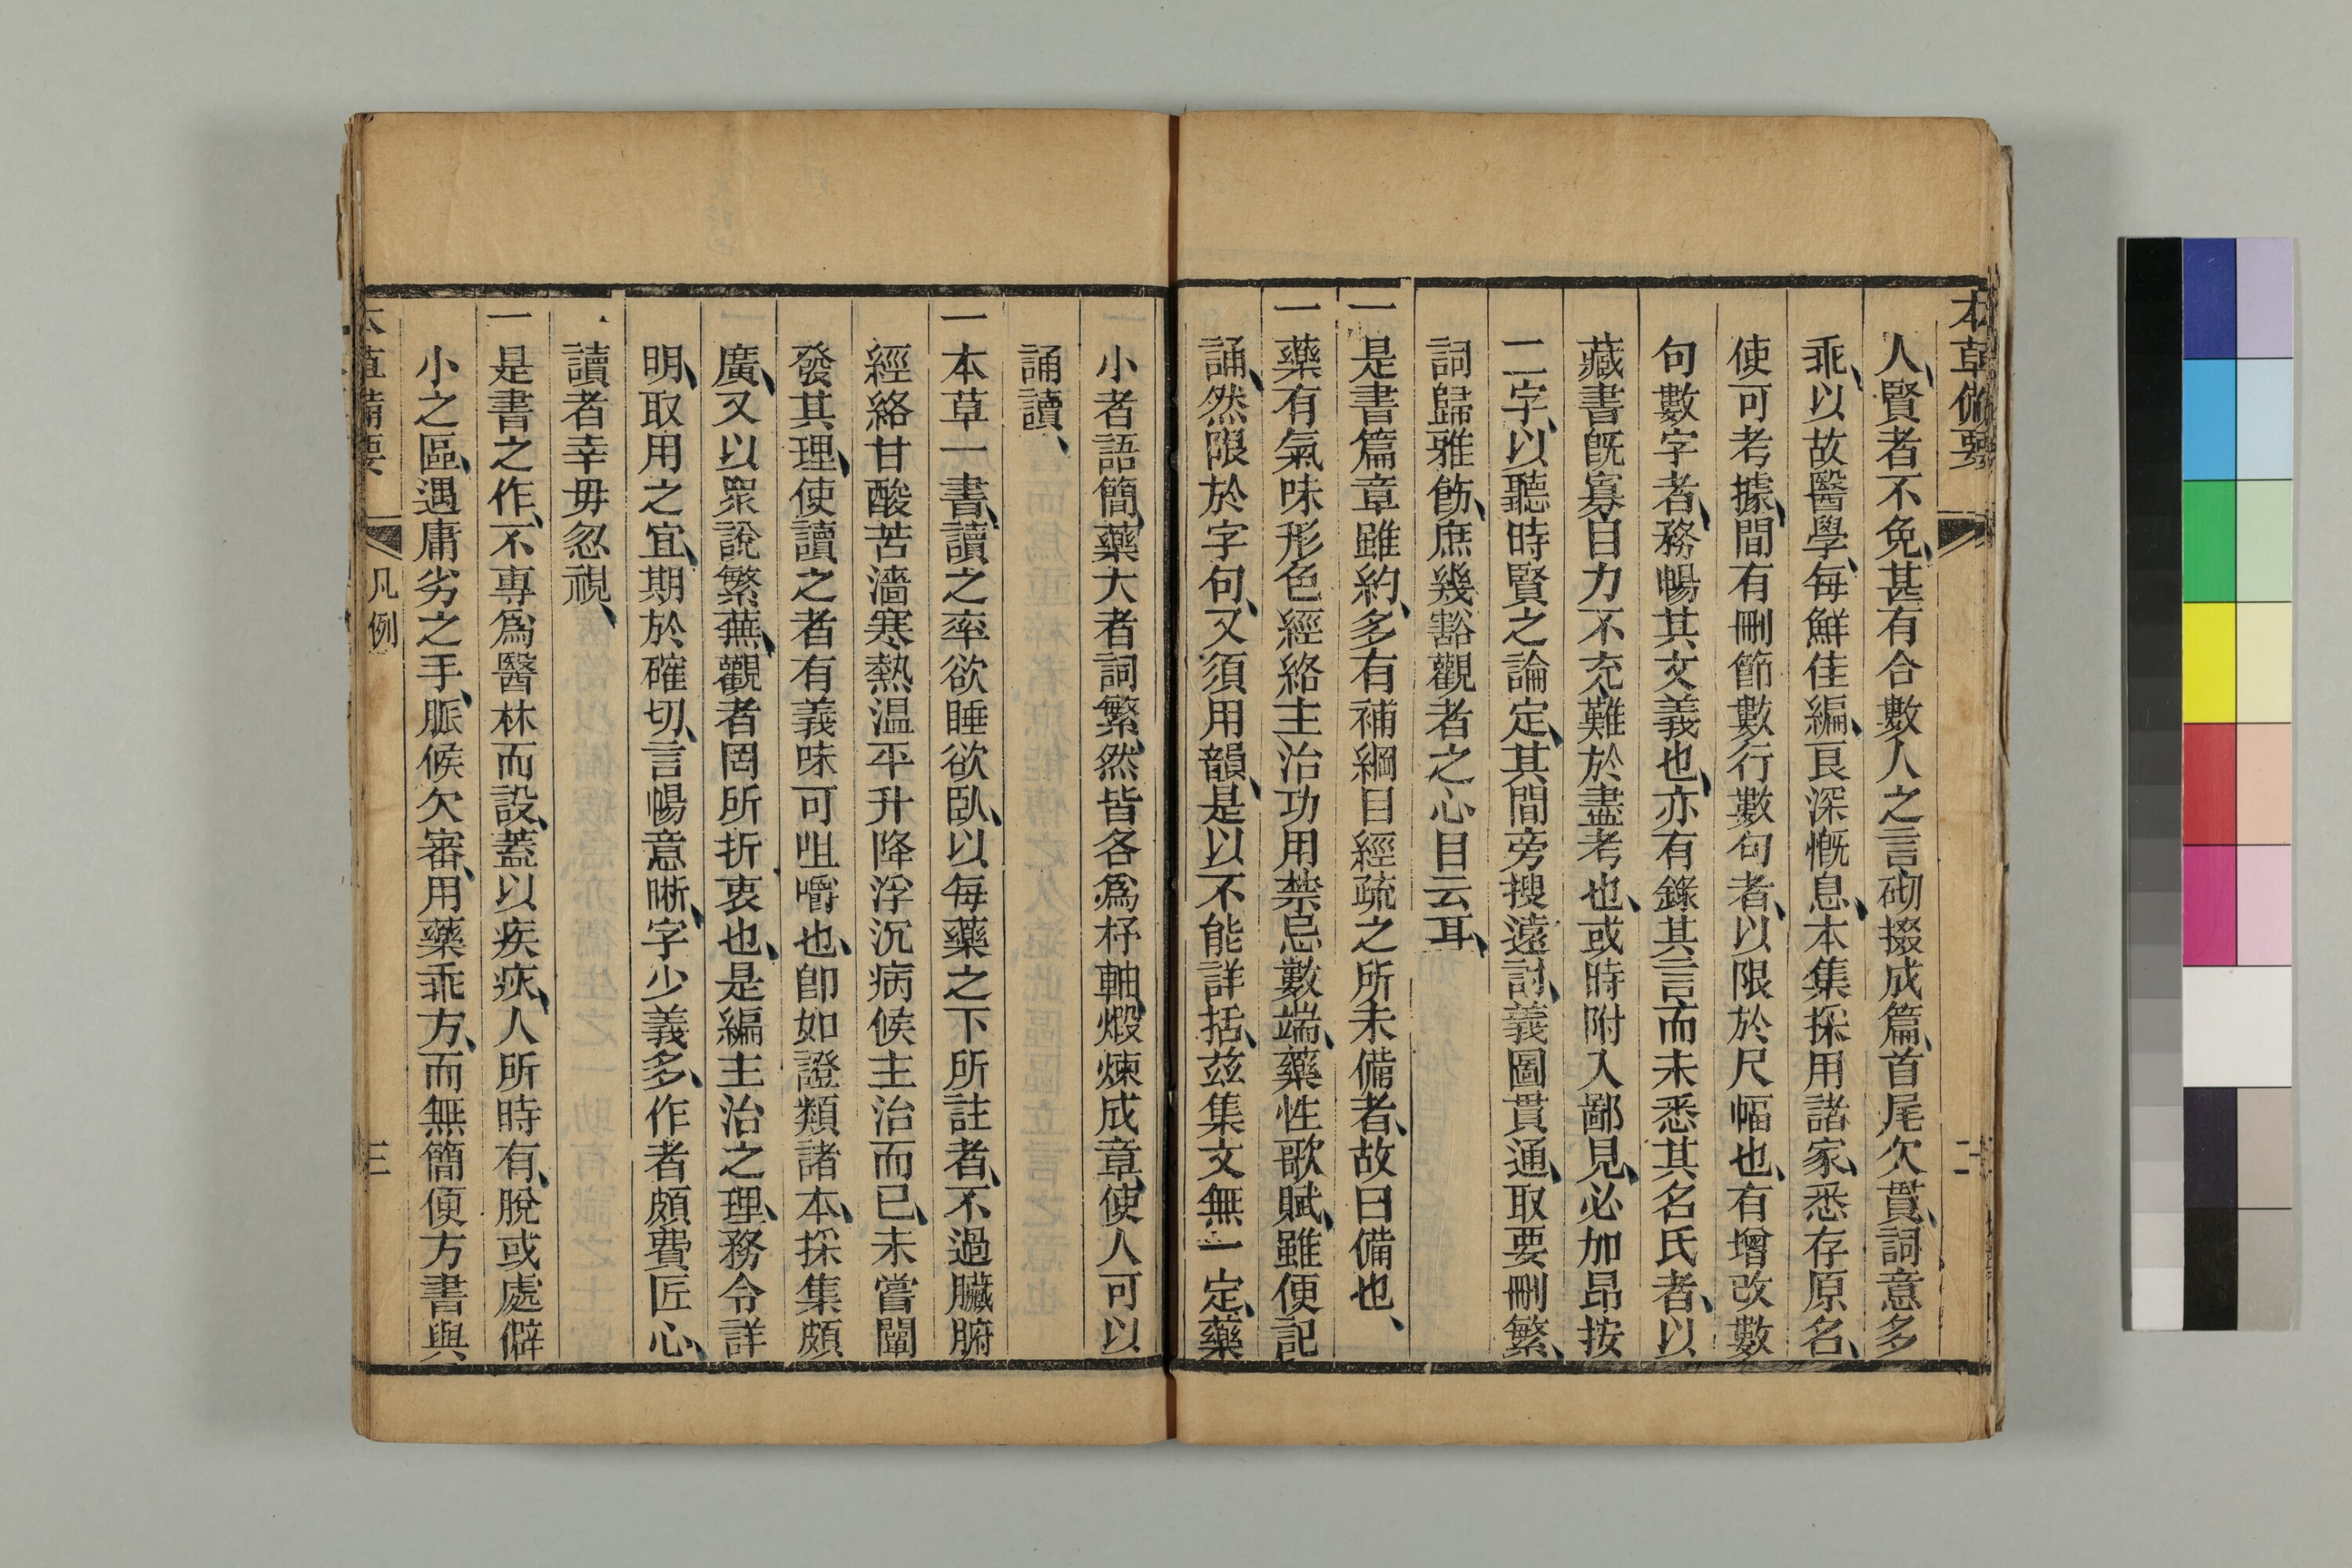 本草備要
二
人、賢者不免、甚有合數人之言砌掇成篇、首尾欠貫、詞意多
乖、以故醫學、每鮮佳編、良深慨息、本集採用諸家、悉存原名、
使可考據、間有刪節數行數句者、以限於尺幅也、有增改數
句數字者、務暢其文義也、亦有錄其言而未悉其名氏者、以
藏書旣寡、目力不充、難於盡考也、或時附入鄙見、必加昂按
二字、以聽時賢之論定、其間旁搜遠討、義圖貫通、取要刪繁、
詞歸雅飭、庶幾豁觀者之心目云耳、
一是書篇章雖約、多有補綱目經疏之所未備者、故曰備也、
一藥有氣味形色經絡主治功用禁忌數端、藥性歌賦、雖便記
誦、然限於字句、又須用韻、是以不能詳括、茲集文無一定、藥
小者語簡、藥大者詞繁、然皆各爲杼軸、煅煉成章、使人可以
誦讀、
一本草一書、讀之率欲睡欲臥、以每藥之下所註者、不過臟腑
經絡甘酸苦濇寒熱溫平升降浮沉病候主治而已、未嘗闡
發其理、使讀之者有義味可咀嚼也、卽如證類諸本、採集頗
廣、又以衆說繁蕪、觀者罔所折衷也、是編主治之理、務令詳
明、取用之宜、期於確切、言暢意晰、字少義多、作者頗費匠心、
讀者幸毋忽視、
一是書之作、不專爲醫林而設、蓋以疾疢、人所時有、脫或處僻
小之區、遇庸劣之手、脈候欠審、用藥乖方、而無簡便方書與
本草備要
凡例
三